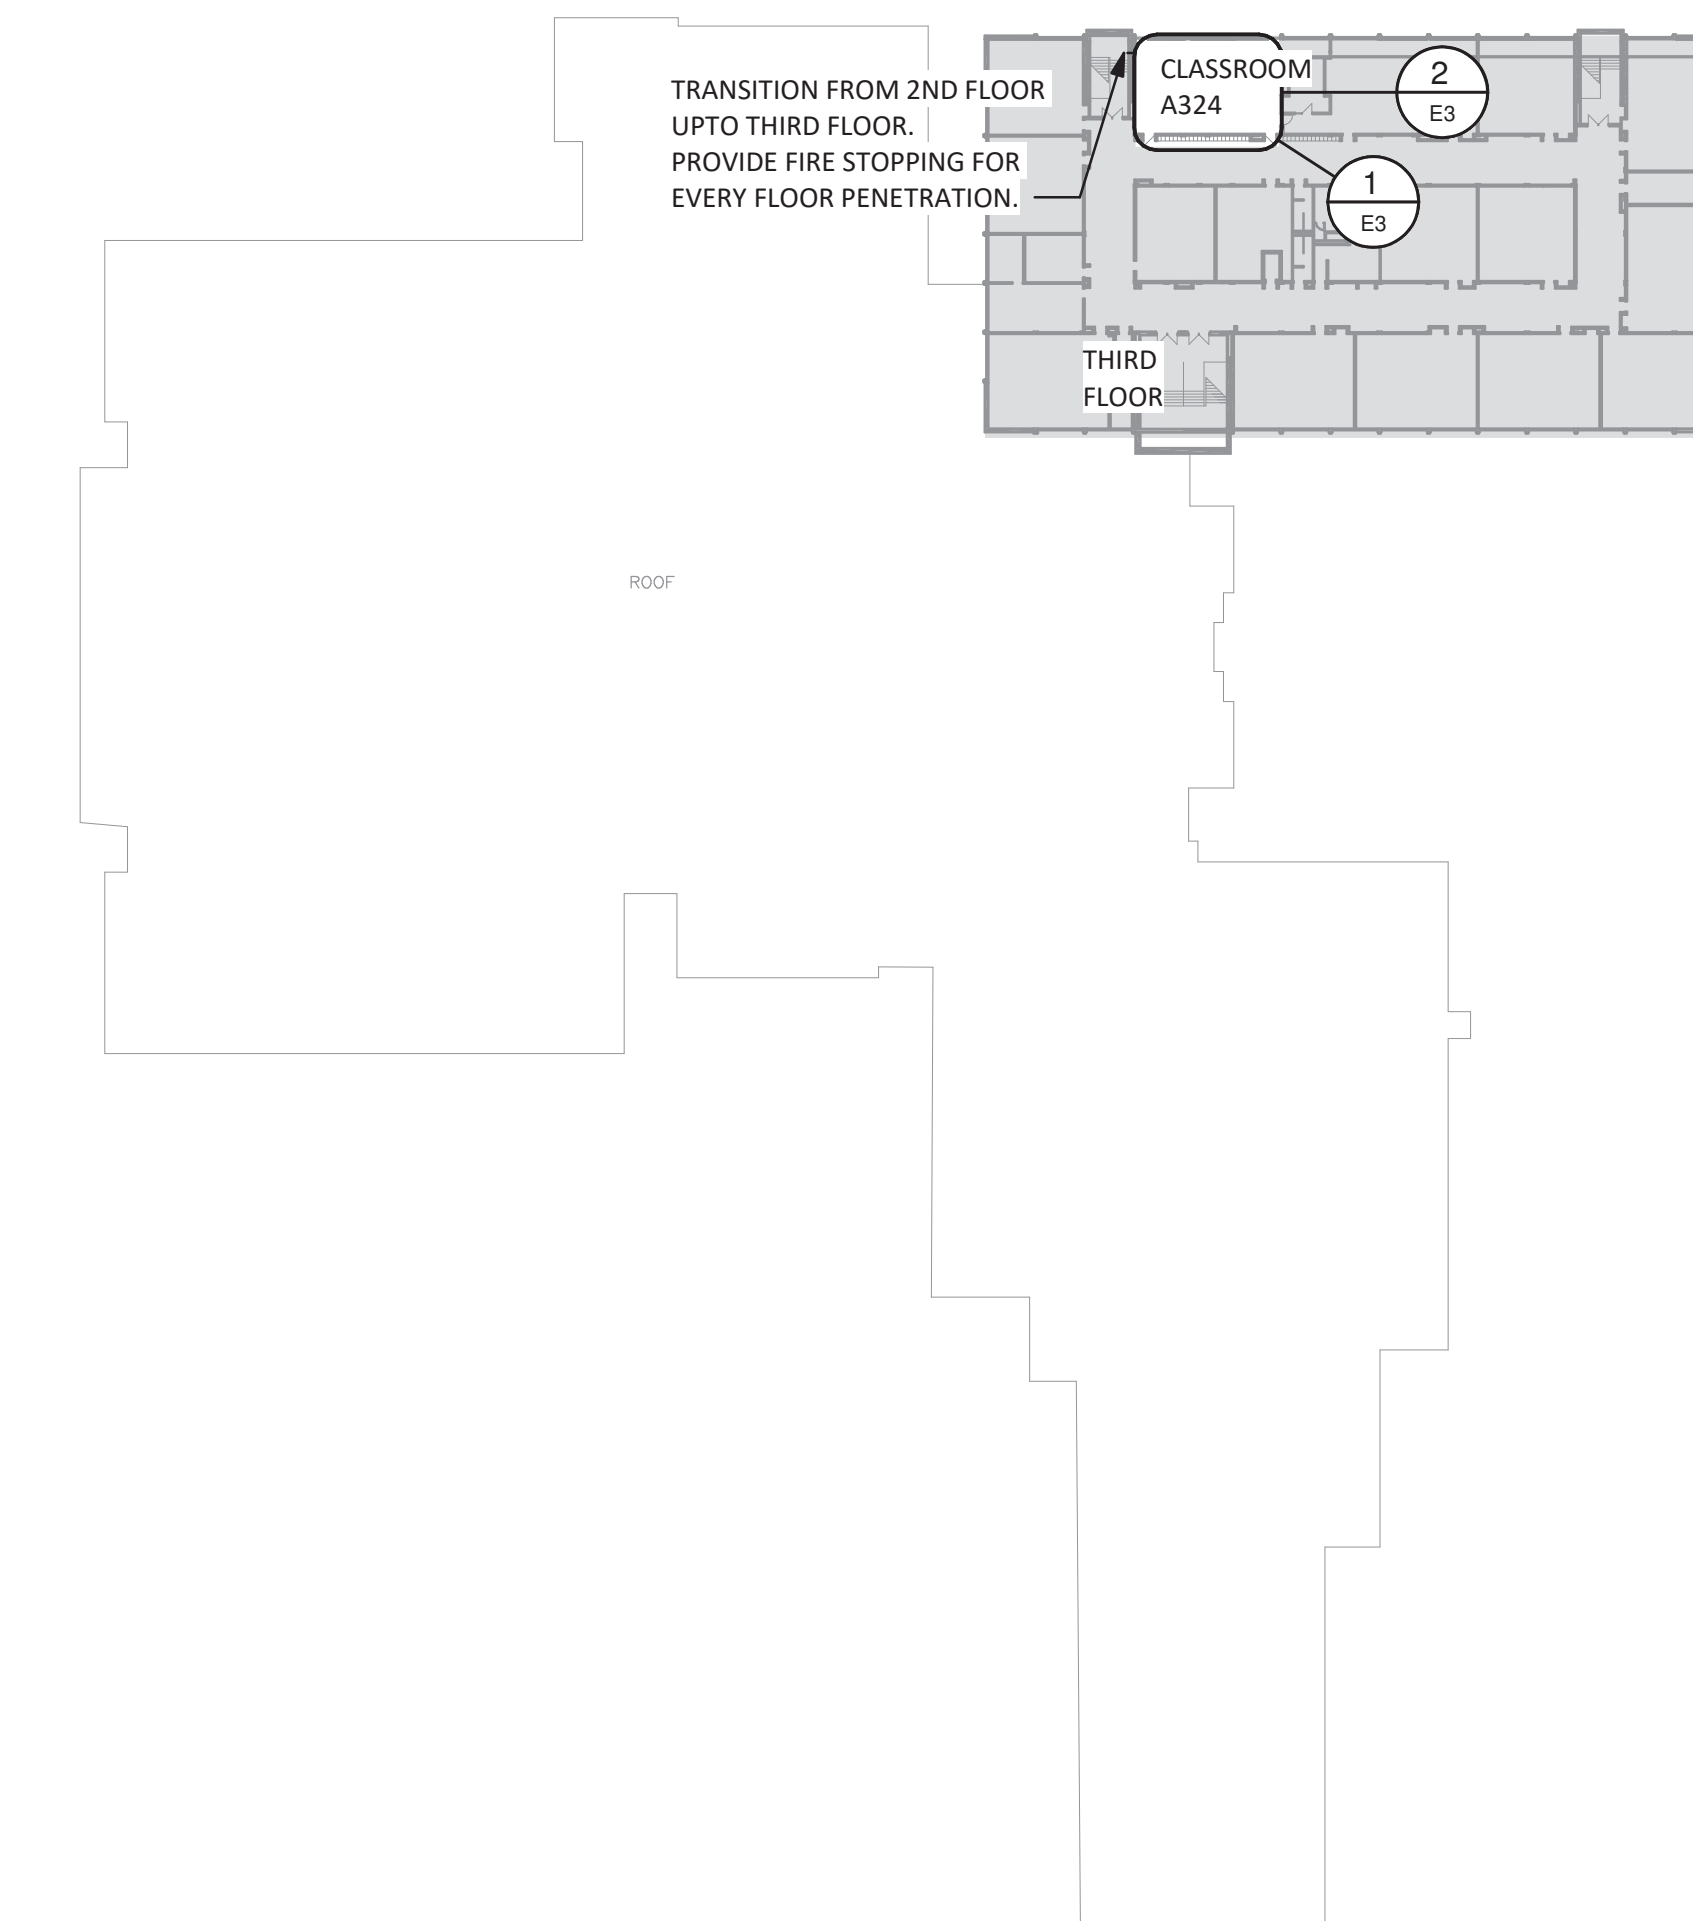 TRANSITION FROM 2ND FLOOR
UPTO THIRD FLOOR.
PROVIDE FIRE STOPPING FOR
EVERY FLOOR PENETRATION.
CLASSROOM
A324
2
E3
1
E3
THIRD
FLOOR
ROOF